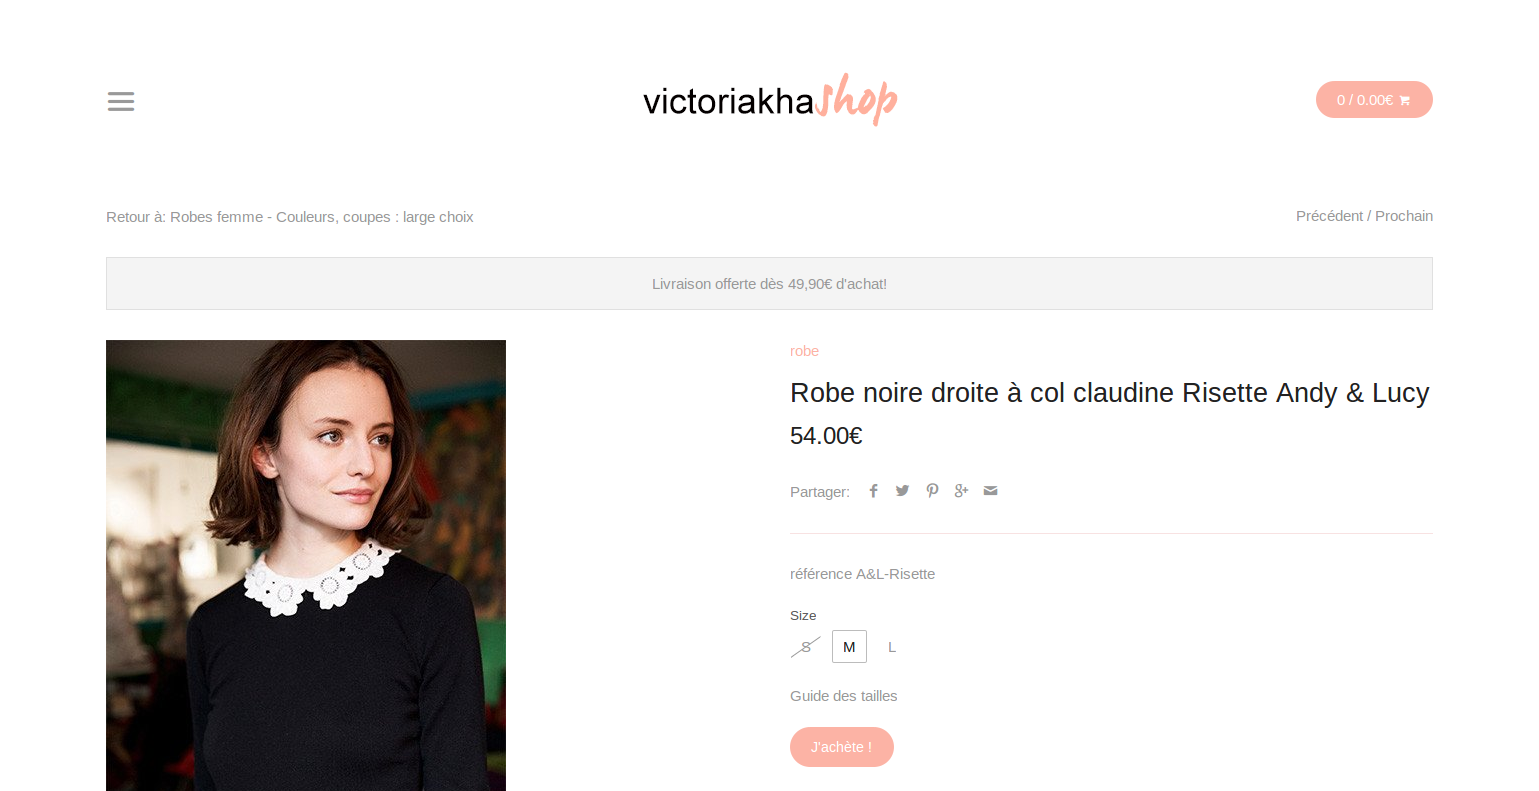 victoriakhashop
0 / 0.00€
Retour à: Robes femme - Couleurs, coupes : large choix
Précédent / Prochain
Livraison offerte dès 49,90€ d'achat!
robe
Robe noire droite à col claudine Risette Andy & Lucy
54.00€
Partager:
référence A&L-Risette
Size
S M L
Guide des tailles
J'achète !